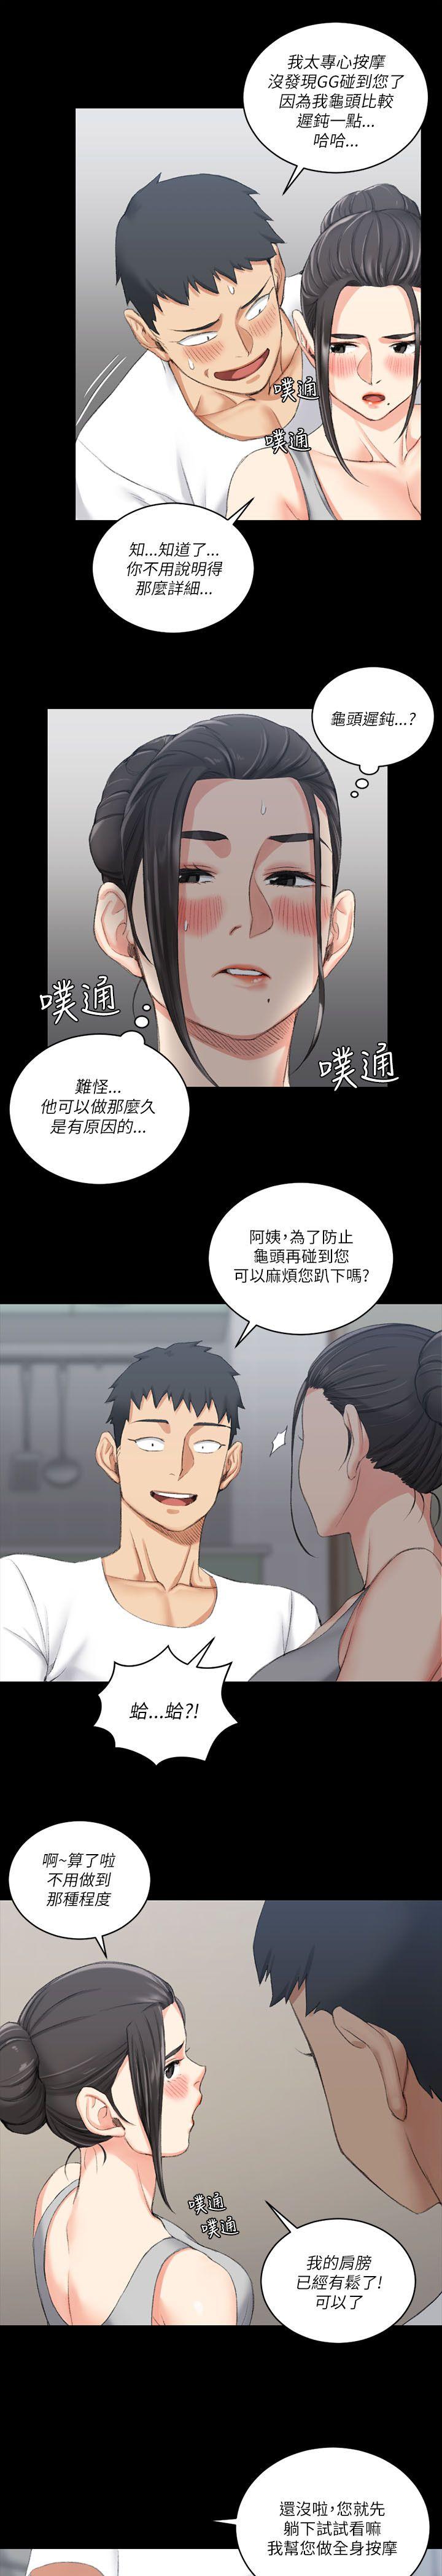 我太專心按摩
沒發現GG碰到您了
因為我龜頭比較
遲鈍一點...
哈哈...
噗通
噗通
知...知道了...
你不用說明得
那麼詳細...
龜頭遲鈍...?
噗通
噗通
難怪...
他可以做那麼久
是有原因的...
阿姨，為了防止
龜頭再碰到您
可以麻煩您趴下嗎?
蛤...蛤?!
啊~算了啦
不用做到
那種程度
噗通
噗通
我的肩膀
已經有鬆了!
可以了
還沒啦，您就先
躺下試試看嘛
我幫您做全身按摩